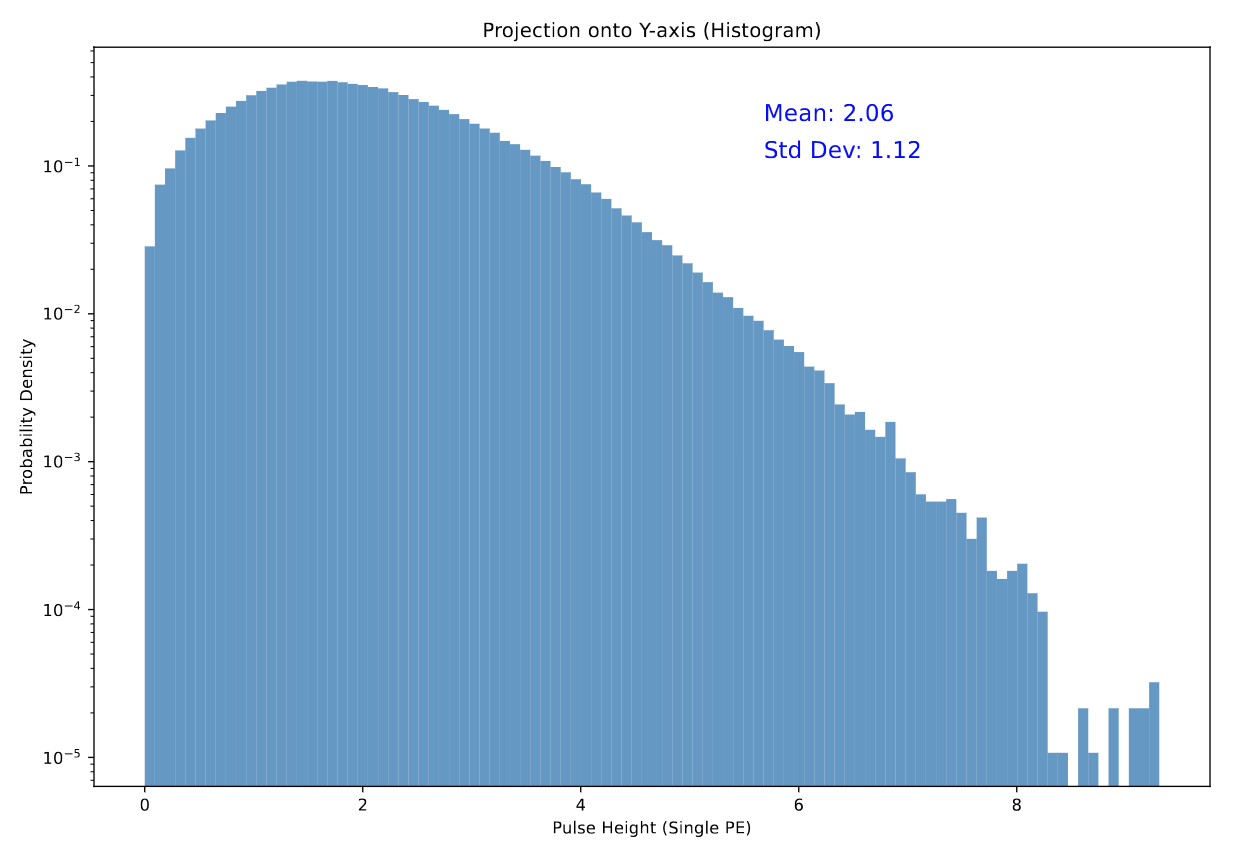 Projection onto Y-axis (Histogram)
Mean: 2.06
Std Dev: 1.12
Probability Density
10⁻¹
10⁻²
10⁻³
10⁻⁴
10⁻⁵
0 2 4 6 8
Pulse Height (Single PE)